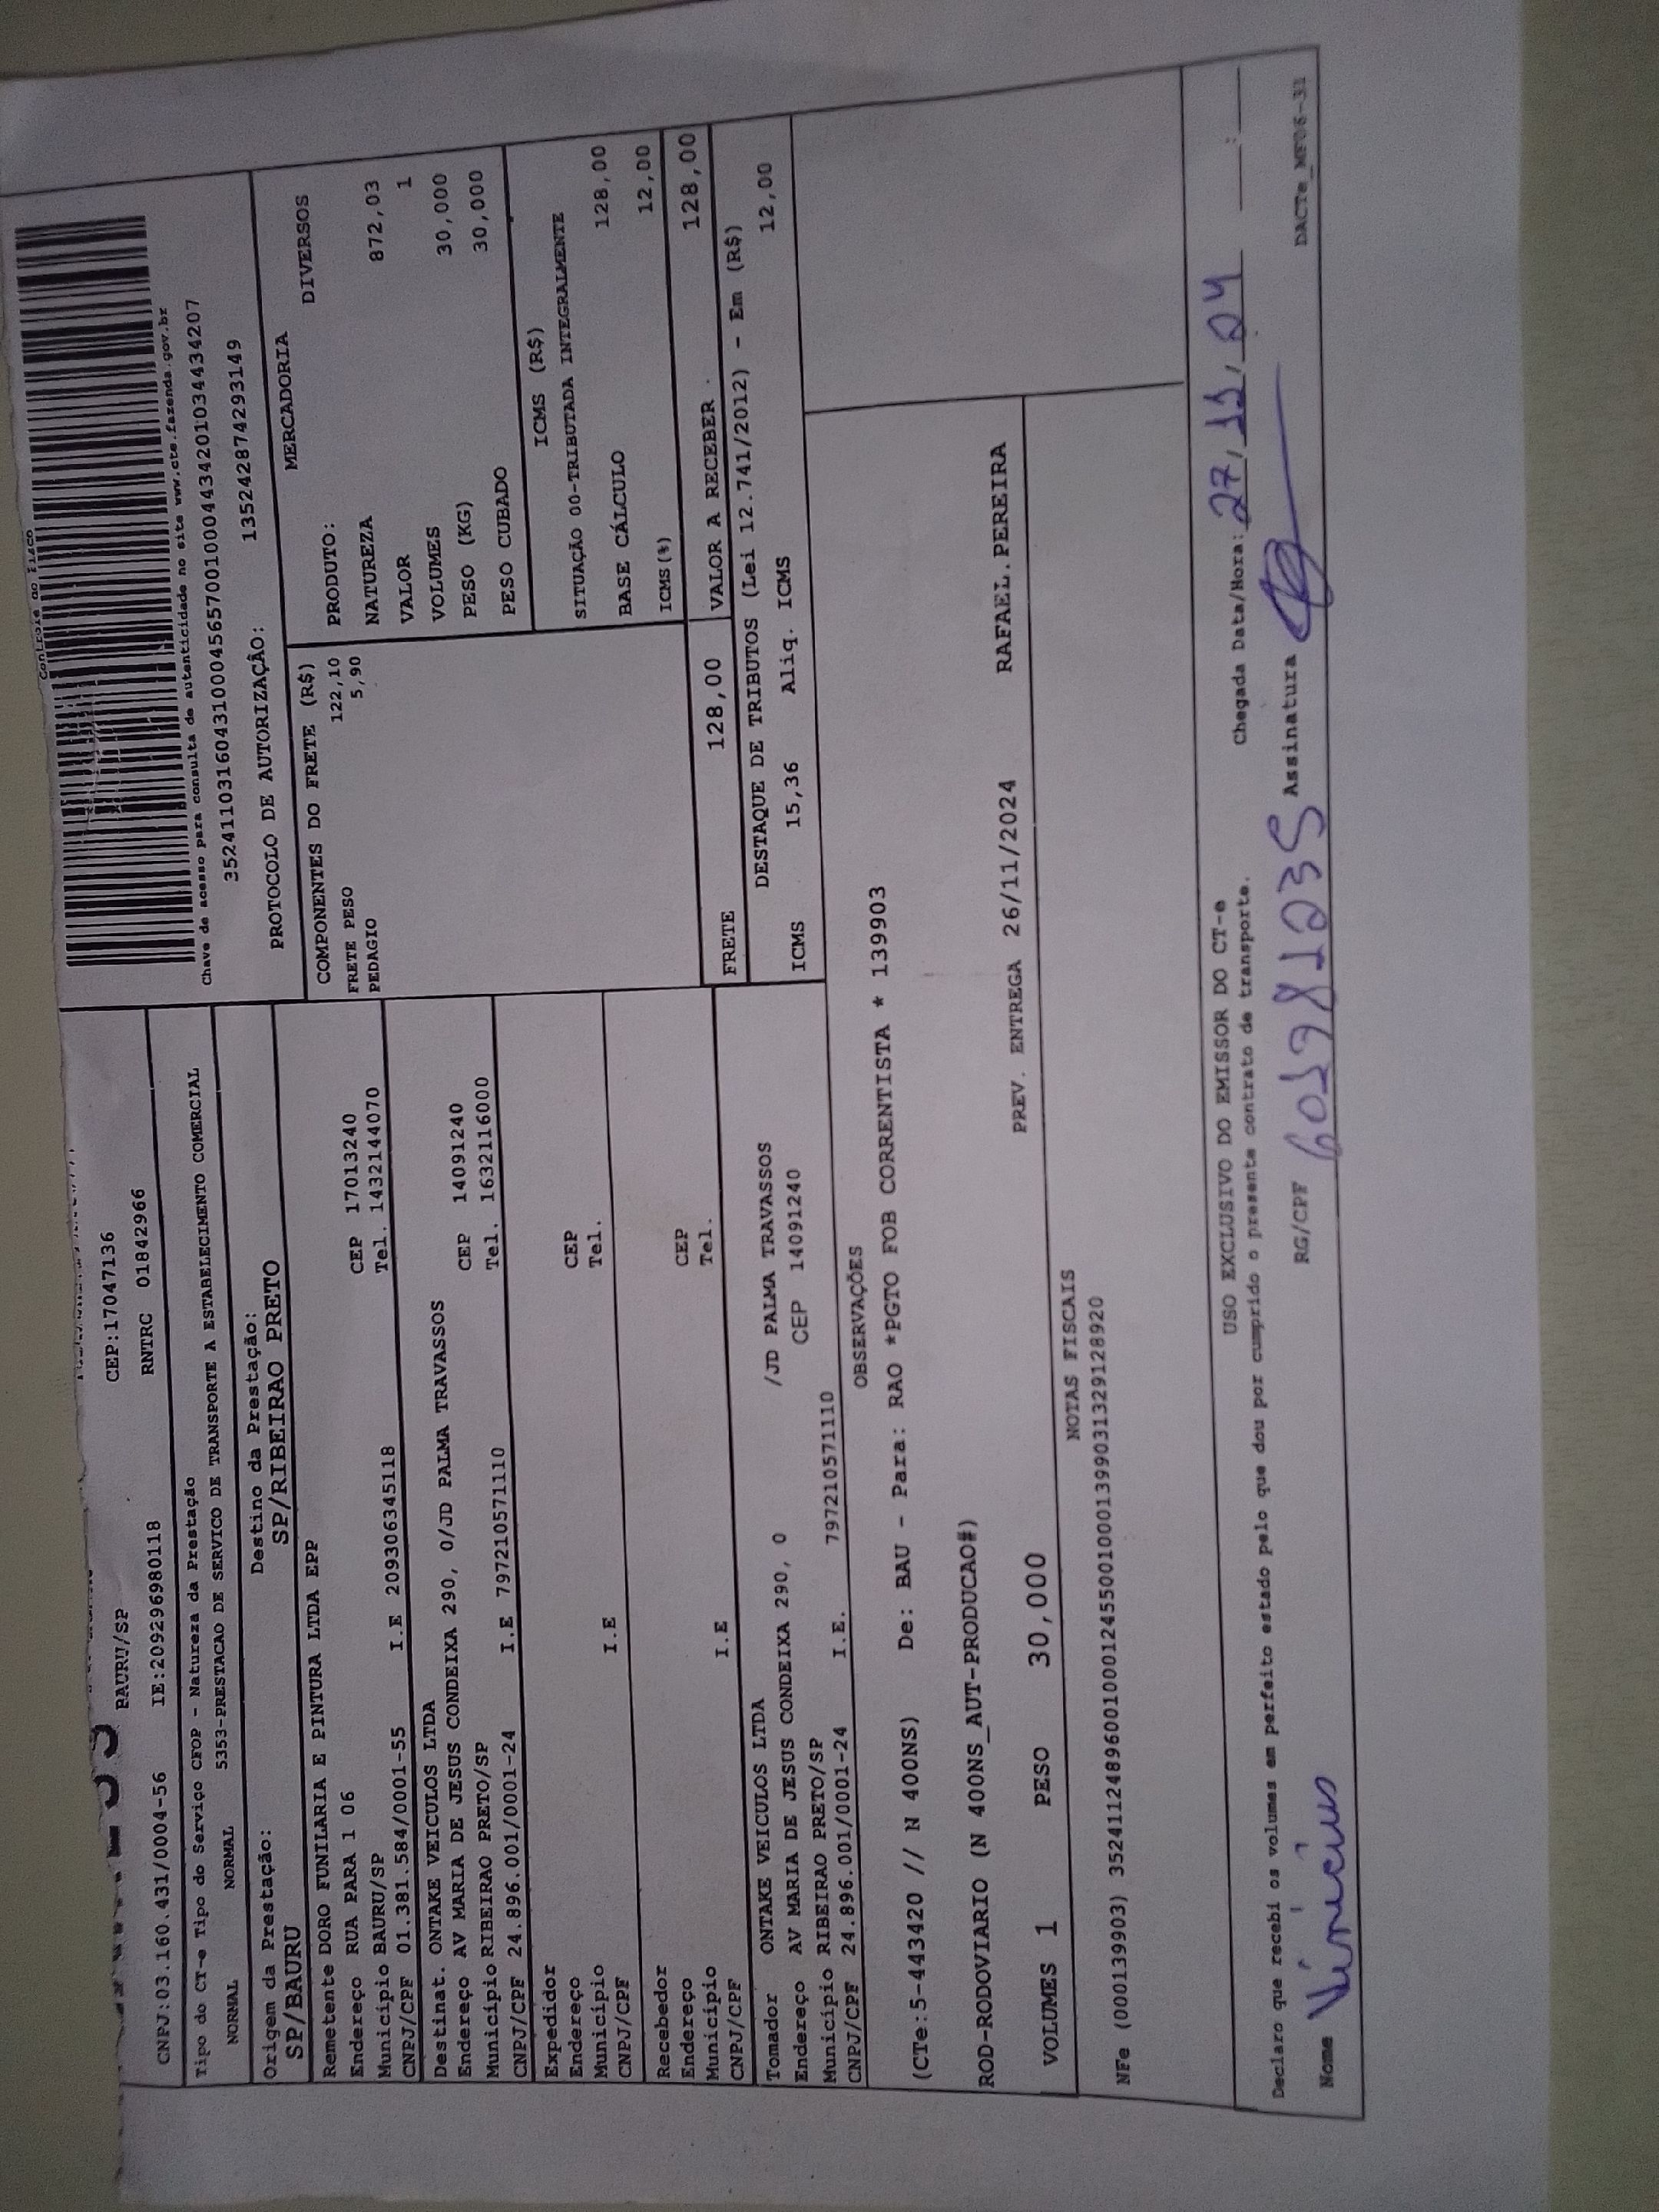 BAURU/SP
CEP:17047136
CNPJ:03.160.431/0004-56 IE:209296980118 RNTRC 01842966
Tipo do CT-e Tipo do Serviço CFOP - Natureza da Prestação
NORMAL NORMAL 5353-PRESTACAO DE SERVICO DE TRANSPORTE A ESTABELECIMENTO COMERCIAL
Origem da Prestação: Destino da Prestação:
SP/BAURU SP/RIBEIRAO PRETO
Controle do Fisco
Chave de acesso para consulta de autenticidade no site www.cte.fazenda.gov.br
35241103160431000456570010004434201034434207
PROTOCOLO DE AUTORIZAÇÃO: 135242874293149
Remetente DORO FUNILARIA E PINTURA LTDA EPP
Endereço RUA PARA 1 06 CEP 17013240
Município BAURU/SP Tel. 1432144070
CNPJ/CPF 01.381.584/0001-55 I.E 209306345118
Destinat. ONTAKE VEICULOS LTDA
Endereço AV MARIA DE JESUS CONDEIXA 290, 0/JD PALMA TRAVASSOS CEP 14091240
Município RIBEIRAO PRETO/SP Tel. 1632116000
CNPJ/CPF 24.896.001/0001-24 I.E 797210571110
Expedidor
Endereço CEP
Município Tel.
CNPJ/CPF I.E
Recebedor
Endereço CEP
Município Tel.
CNPJ/CPF I.E
Tomador ONTAKE VEICULOS LTDA
Endereço AV MARIA DE JESUS CONDEIXA 290, 0 /JD PALMA TRAVASSOS
Município RIBEIRAO PRETO/SP CEP 14091240
CNPJ/CPF 24.896.001/0001-24 I.E. 797210571110
COMPONENTES DO FRETE (R$)
FRETE PESO 122,10
PEDAGIO 5,90
MERCADORIA
PRODUTO: DIVERSOS
NATUREZA
VALOR 872,03
VOLUMES 1
PESO (KG) 30,000
PESO CUBADO 30,000
ICMS (R$)
SITUAÇÃO 00-TRIBUTADA INTEGRALMENTE
BASE CÁLCULO 128,00
ICMS(%) 12,00
FRETE 128,00 VALOR A RECEBER 128,00
DESTAQUE DE TRIBUTOS (Lei 12.741/2012) - Em (R$)
ICMS 15,36 Aliq. ICMS 12,00
OBSERVAÇÕES
(CTe:5-443420 // N 400NS) De: BAU - Para: RAO *PGTO FOB CORRENTISTA * 139903
ROD-RODOVIARIO (N 400NS_AUT-PRODUCAO#)
PREV. ENTREGA 26/11/2024 RAFAEL.PEREIRA
VOLUMES 1 PESO 30,000
NOTAS FISCAIS
NFe (000139903) 35241124896001000124550010001399031329128920
USO EXCLUSIVO DO EMISSOR DO CT-e
Declaro que recebi os volumes em perfeito estado pelo que dou por cumprido o presente contrato de transporte. Chegada Data/Hora: 27/11/24 :
Nome Vinicius RG/CPF Assinatura
DACTe_MF06-31